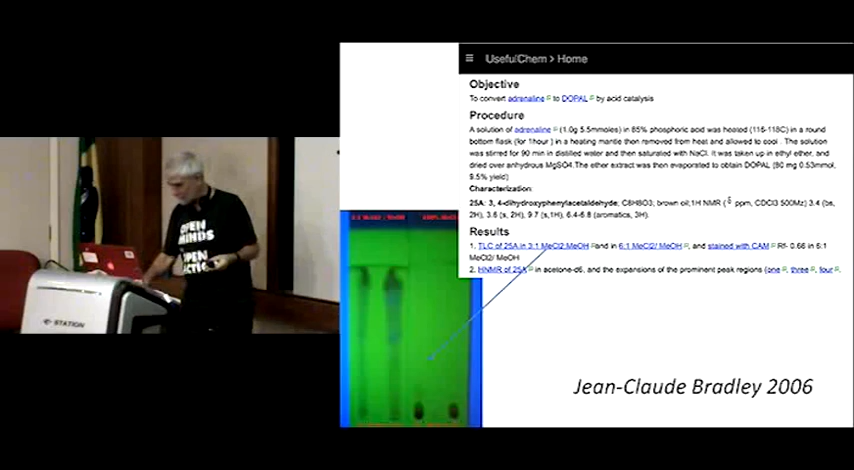 UsefulChem > Home
Objective
To convert adrenaline to DOPAL by acid catalysis
Procedure
A solution of adrenaline (1.0g 5.5mmoles) in 85% phosphoric acid was heated (116-118C) in a round
bottom flask (for 1hour ) in a heating mantle then removed from heat and allowed to cool . The solution
was stirred for 90 min in distilled water and then saturated with NaCl. It was taken up in ethyl ether, and
dried over anhydrous MgSO4.The ether extract was then evaporated to obtain DOPAL (80 mg 0.53mmol,
9.5% yield)
Characterization:
25A: 3, 4-dihydroxyphenylacetaldehyde; C8H8O3; brown oil;1H NMR ( δ ppm, CDCl3 500Mz) 3.4 (bs,
2H), 3.6 (s, 2H), 9.7 (s,1H), 6.4-6.8 (aromatics, 3H).
Results
1. TLC of 25A in 3:1 MeCl2:MeOH and in 6:1 MeCl2/ MeOH , and stained with CAM Rf- 0.66 in 6:1
MeCl2/ MeOH
2. HNMR of 25A in acetone-d6, and the expansions of the prominent peak regions (one , three , four ,
Jean-Claude Bradley 2006
OPEN
MINDS
OPEN
STATION